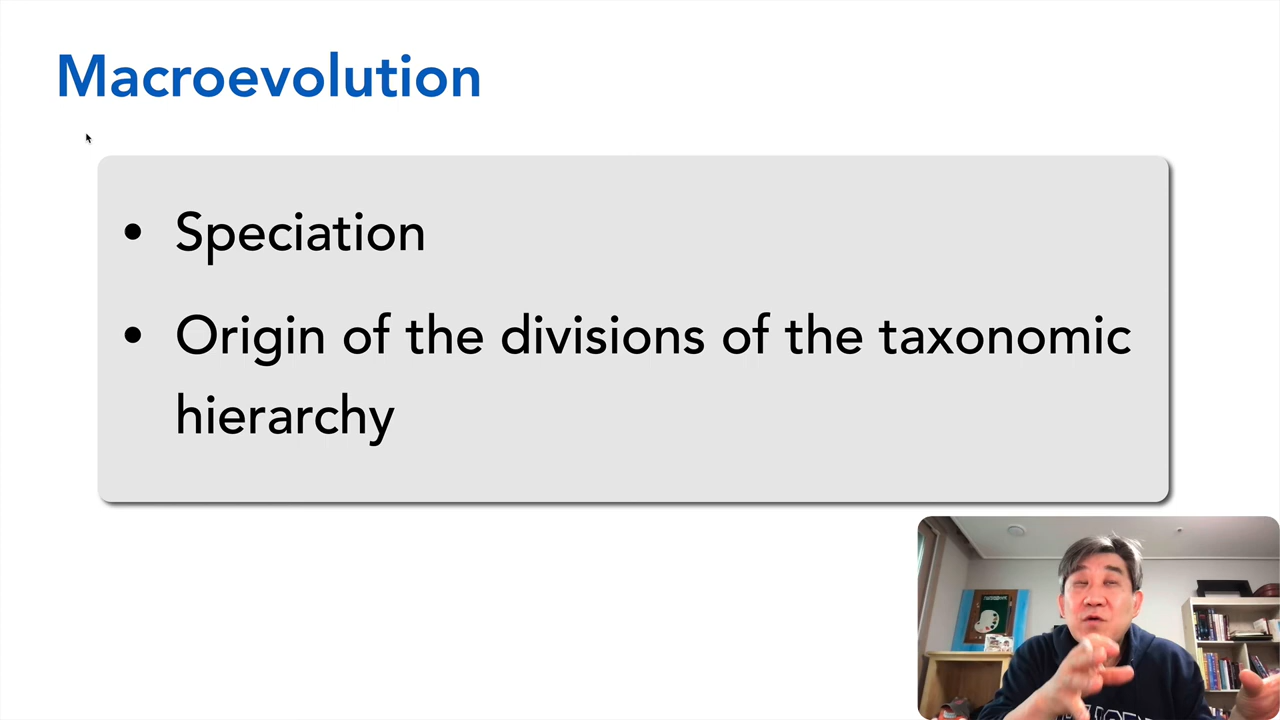 Macroevolution
• Speciation
• Origin of the divisions of the taxonomic
hierarchy